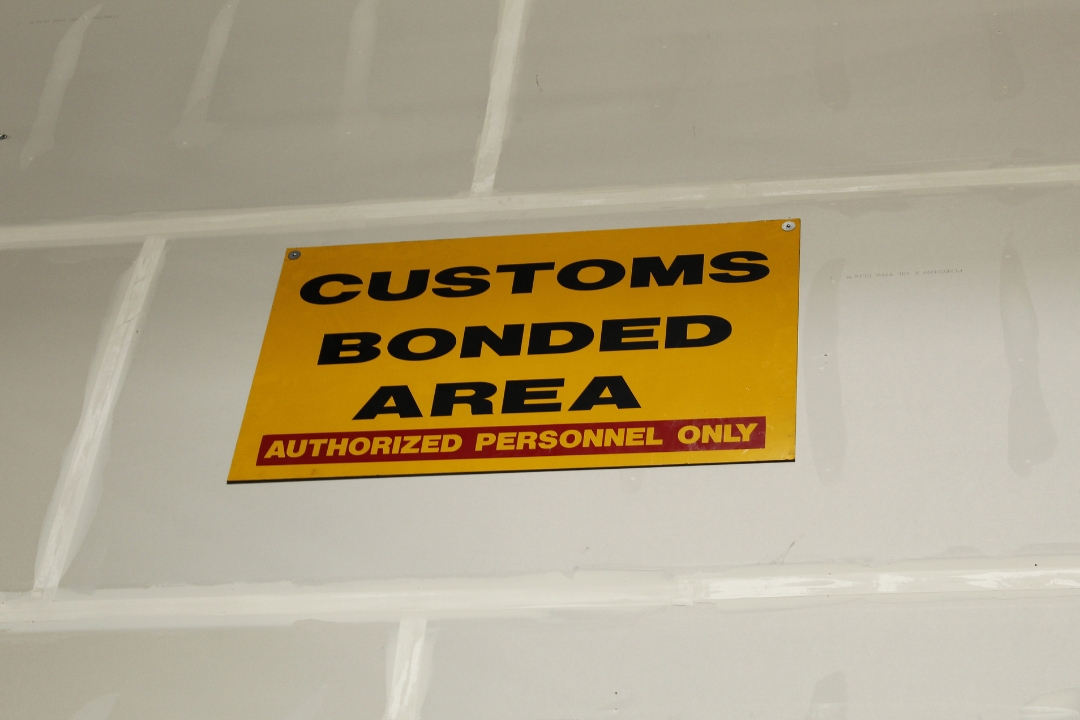 CUSTOMS
BONDED
AREA
AUTHORIZED PERSONNEL ONLY